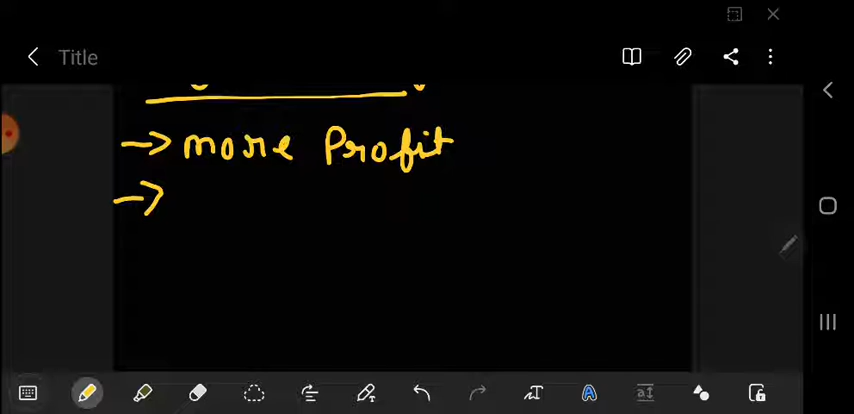 Title
→ more Profit
→